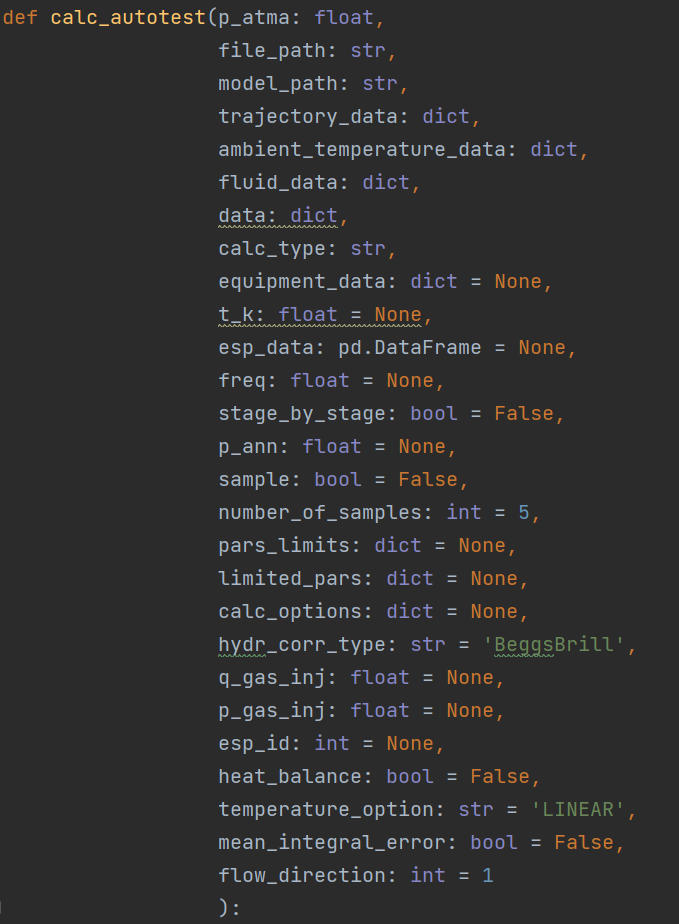 def calc_autotest(p_atma: float,
file_path: str,
model_path: str,
trajectory_data: dict,
ambient_temperature_data: dict,
fluid_data: dict,
data: dict,
calc_type: str,
equipment_data: dict = None,
t_k: float = None,
esp_data: pd.DataFrame = None,
freq: float = None,
stage_by_stage: bool = False,
p_ann: float = None,
sample: bool = False,
number_of_samples: int = 5,
pars_limits: dict = None,
limited_pars: dict = None,
calc_options: dict = None,
hydr_corr_type: str = 'BeggsBrill',
q_gas_inj: float = None,
p_gas_inj: float = None,
esp_id: int = None,
heat_balance: bool = False,
temperature_option: str = 'LINEAR',
mean_integral_error: bool = False,
flow_direction: int = 1
):